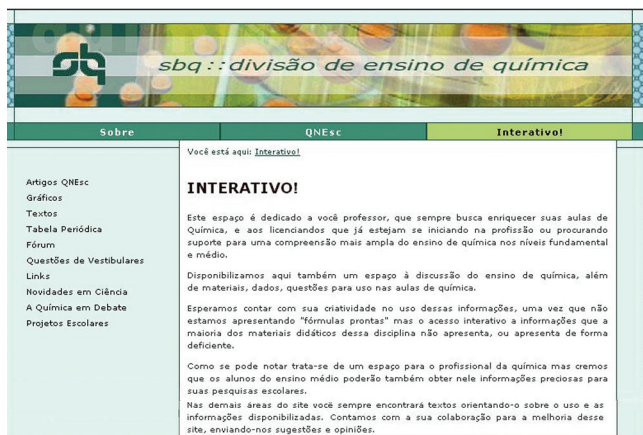 sbq
sbq::divisão de ensino de química
Sobre
QNEsc
Interativo!
Você está aqui: Interativo!
Artigos QNEsc
Gráficos
Textos
Tabela Periódica
Fórum
Questões de Vestibulares
Links
Novidades em Ciência
A Química em Debate
Projetos Escolares
INTERATIVO!
Este espaço é dedicado a você professor, que sempre busca enriquecer suas aulas de
Química, e aos licenciandos que já estejam se iniciando na profissão ou procurando
suporte para uma compreensão mais ampla do ensino de química nos níveis fundamental
e médio.
Disponibilizamos aqui também um espaço à discussão do ensino de química, além
de materiais, dados, questões para uso nas aulas de química.
Esperamos contar com sua criatividade no uso dessas informações, uma vez que não
estamos apresentando "fórmulas prontas" mas o acesso interativo a informações que a
maioria dos materiais didáticos dessa disciplina não apresenta, ou apresenta de forma
deficiente.
Como se pode notar trata-se de um espaço para o profissional da química mas cremos
que os alunos do ensino médio poderão também obter nele informações preciosas para
suas pesquisas escolares.
Nas demais áreas do site você sempre encontrará textos orientando-o sobre o uso e as
informações disponibilizadas. Contamos com a sua colaboração para a melhoria desse
site, enviando-nos sugestões e opiniões.